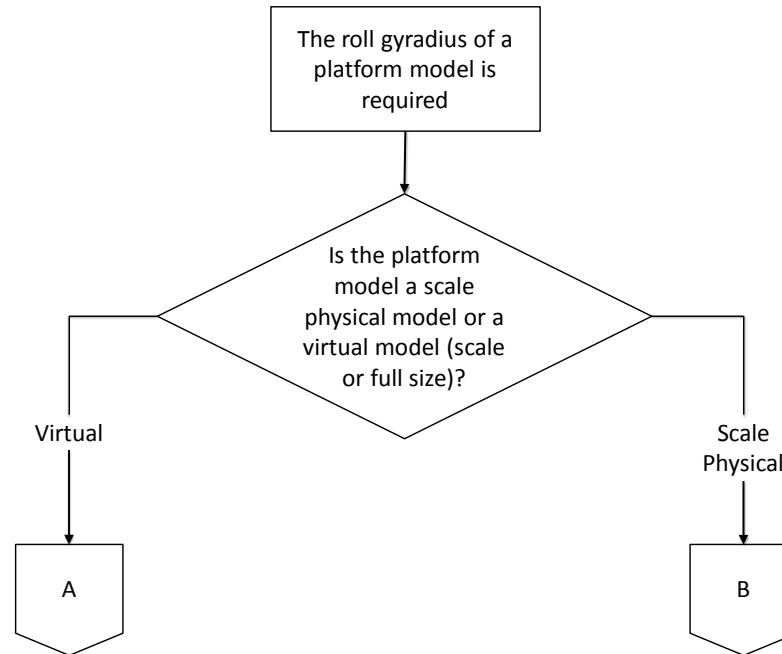 The roll gyradius of a
platform model is
required
Is the platform
model a scale
physical model or a
virtual model (scale
or full size)?
Virtual
Scale
Physical
A
B